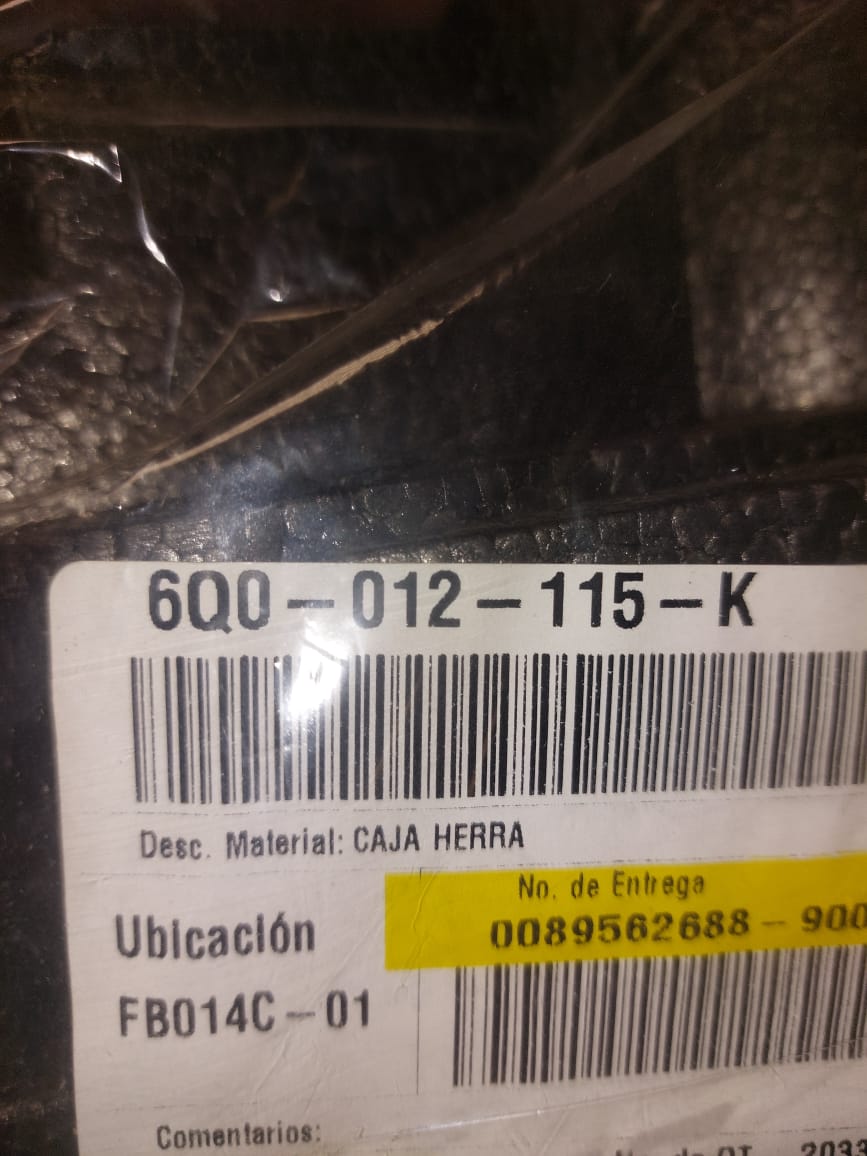 6Q0-012-115-K
Desc. Material: CAJA HERRA
No. de Entrega
0089562688-900
Ubicación
FB014C-01
Comentarios: